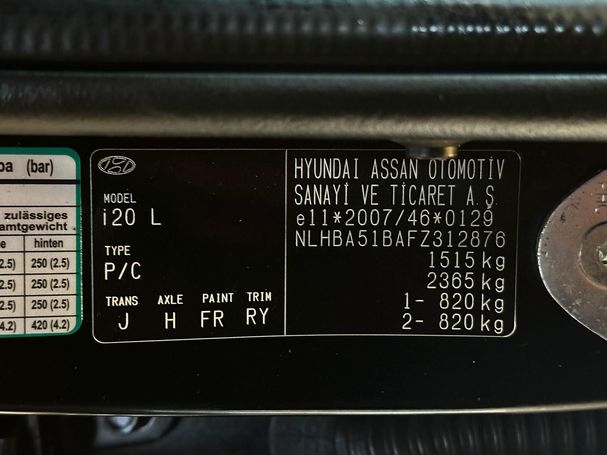 pa (bar)
zulässiges
amtgewicht
e hinten
2.5) 250 (2.5)
2.5) 250 (2.5)
2.5) 250 (2.5)
4.2) 420 (4.2)
MODEL
i20 L
TYPE
P/C
TRANS AXLE PAINT TRIM
J H FR RY
HYUNDAI ASSAN OTOMOTİV
SANAYİ VE TİCARET A.Ş
e11*2007/46*0129
NLHBA51BAFZ312876
1515 kg
2365 kg
1- 820 kg
2- 820 kg